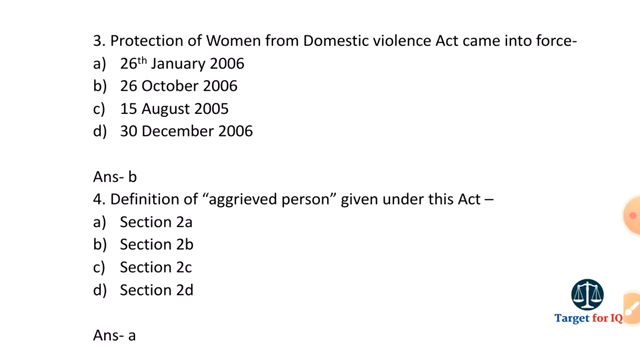 3. Protection of Women from Domestic violence Act came into force-
a) 26th January 2006
b) 26 October 2006
c) 15 August 2005
d) 30 December 2006
Ans- b
4. Definition of “aggrieved person” given under this Act –
a) Section 2a
b) Section 2b
c) Section 2c
d) Section 2d
Ans- a
Target for IQ